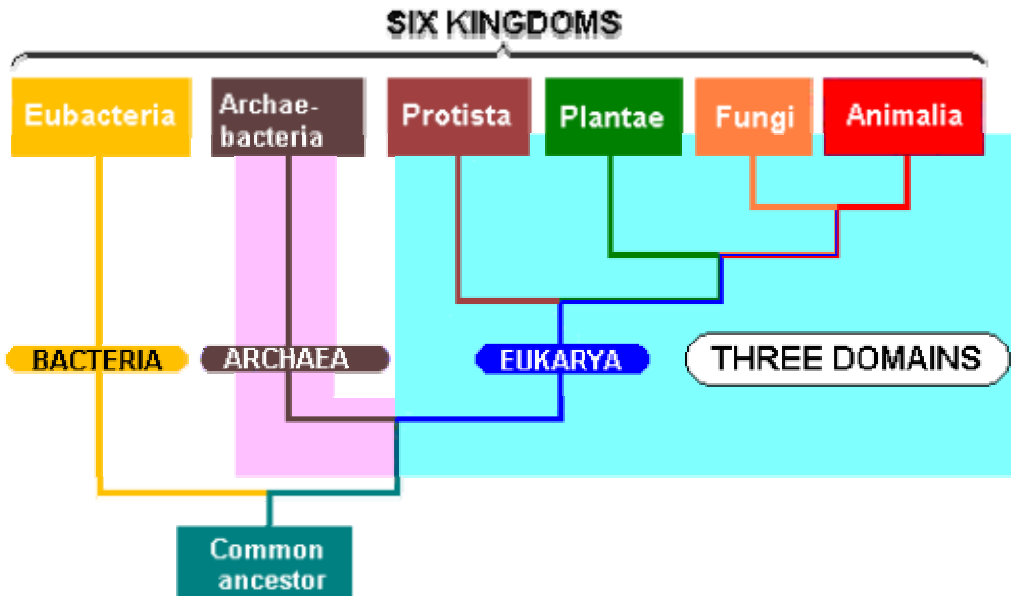 SIX KINGDOMS
Eubacteria
Archae-
bacteria
Protista
Plantae
Fungi
Animalia
BACTERIA
ARCHAEA
EUKARYA
THREE DOMAINS
Common
ancestor